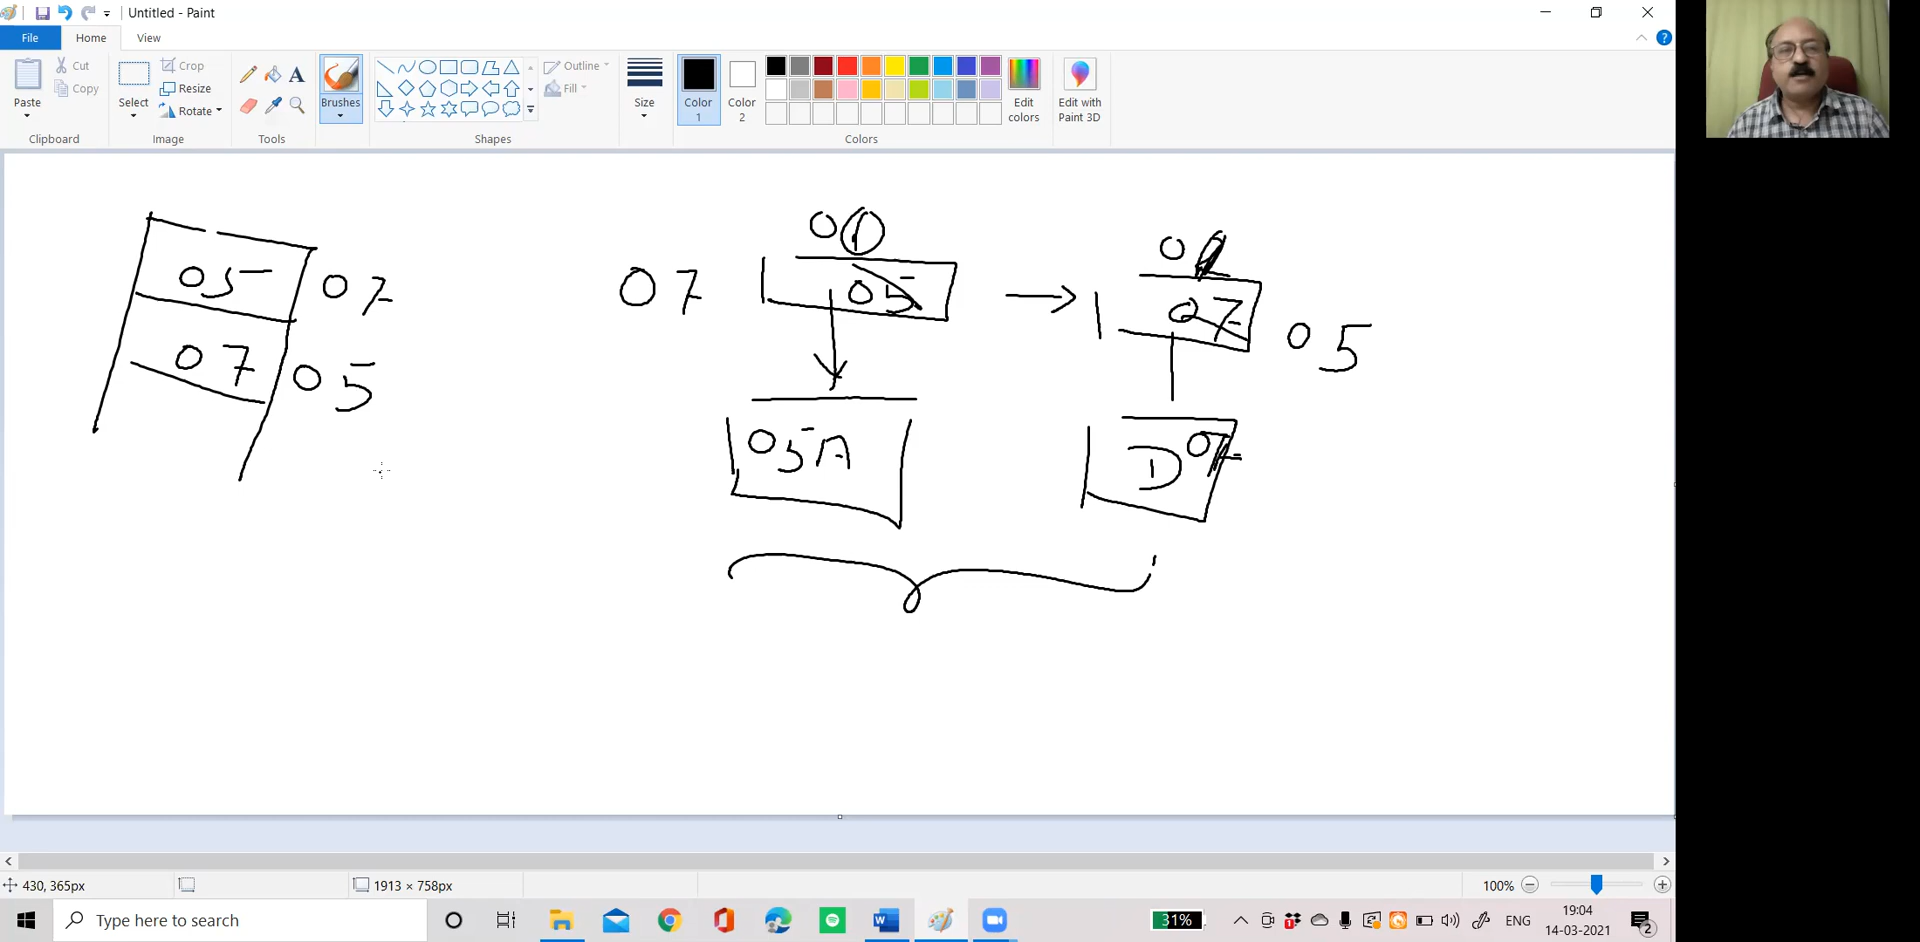 Untitled - Paint
File Home View
Paste
Cut
Copy
Clipboard
Select
Crop
Resize
Rotate
Image
Tools
Brushes
Shapes
Outline
Fill
Size
Color 1
Color 2
Colors
Edit colors
Edit with Paint 3D
05 07
07 05
01
07 05
0
07 05
05A
D 07
430, 365px
1913 × 758px
100%
Type here to search
31%
ENG
19:04
14-03-2021
2